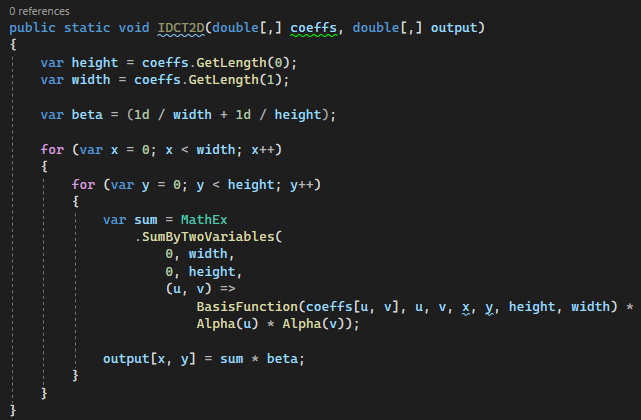 0 references
public static void IDCT2D(double[,] coeffs, double[,] output)
{
    var height = coeffs.GetLength(0);
    var width = coeffs.GetLength(1);

    var beta = (1d / width + 1d / height);

    for (var x = 0; x < width; x++)
    {
        for (var y = 0; y < height; y++)
        {
            var sum = MathEx
                .SumByTwoVariables(
                    0, width,
                    0, height,
                    (u, v) =>
                        BasisFunction(coeffs[u, v], u, v, x, y, height, width) *
                        Alpha(u) * Alpha(v));

            output[x, y] = sum * beta;
        }
    }
}